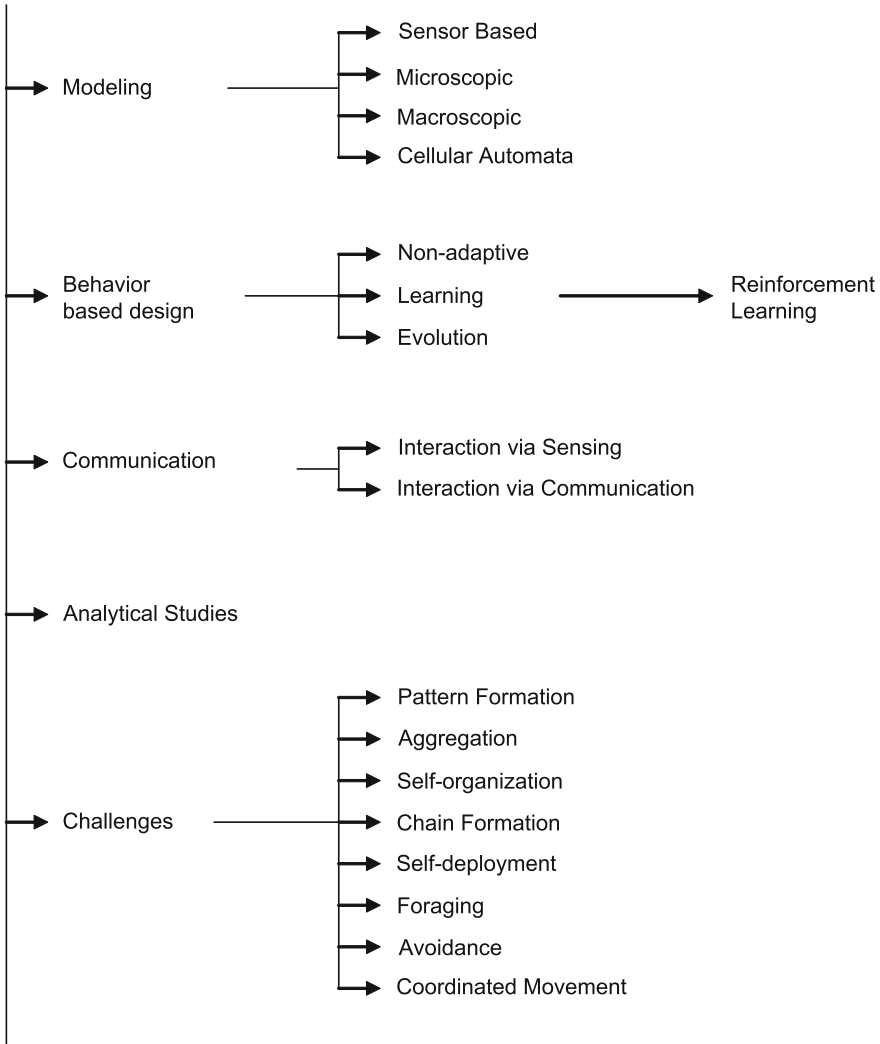 Sensor Based
Modeling
Microscopic
Macroscopic
Cellular Automata
Non-adaptive
Behavior
based design
Learning
Reinforcement
Learning
Evolution
Communication
Interaction via Sensing
Interaction via Communication
Analytical Studies
Pattern Formation
Aggregation
Self-organization
Challenges
Chain Formation
Self-deployment
Foraging
Avoidance
Coordinated Movement